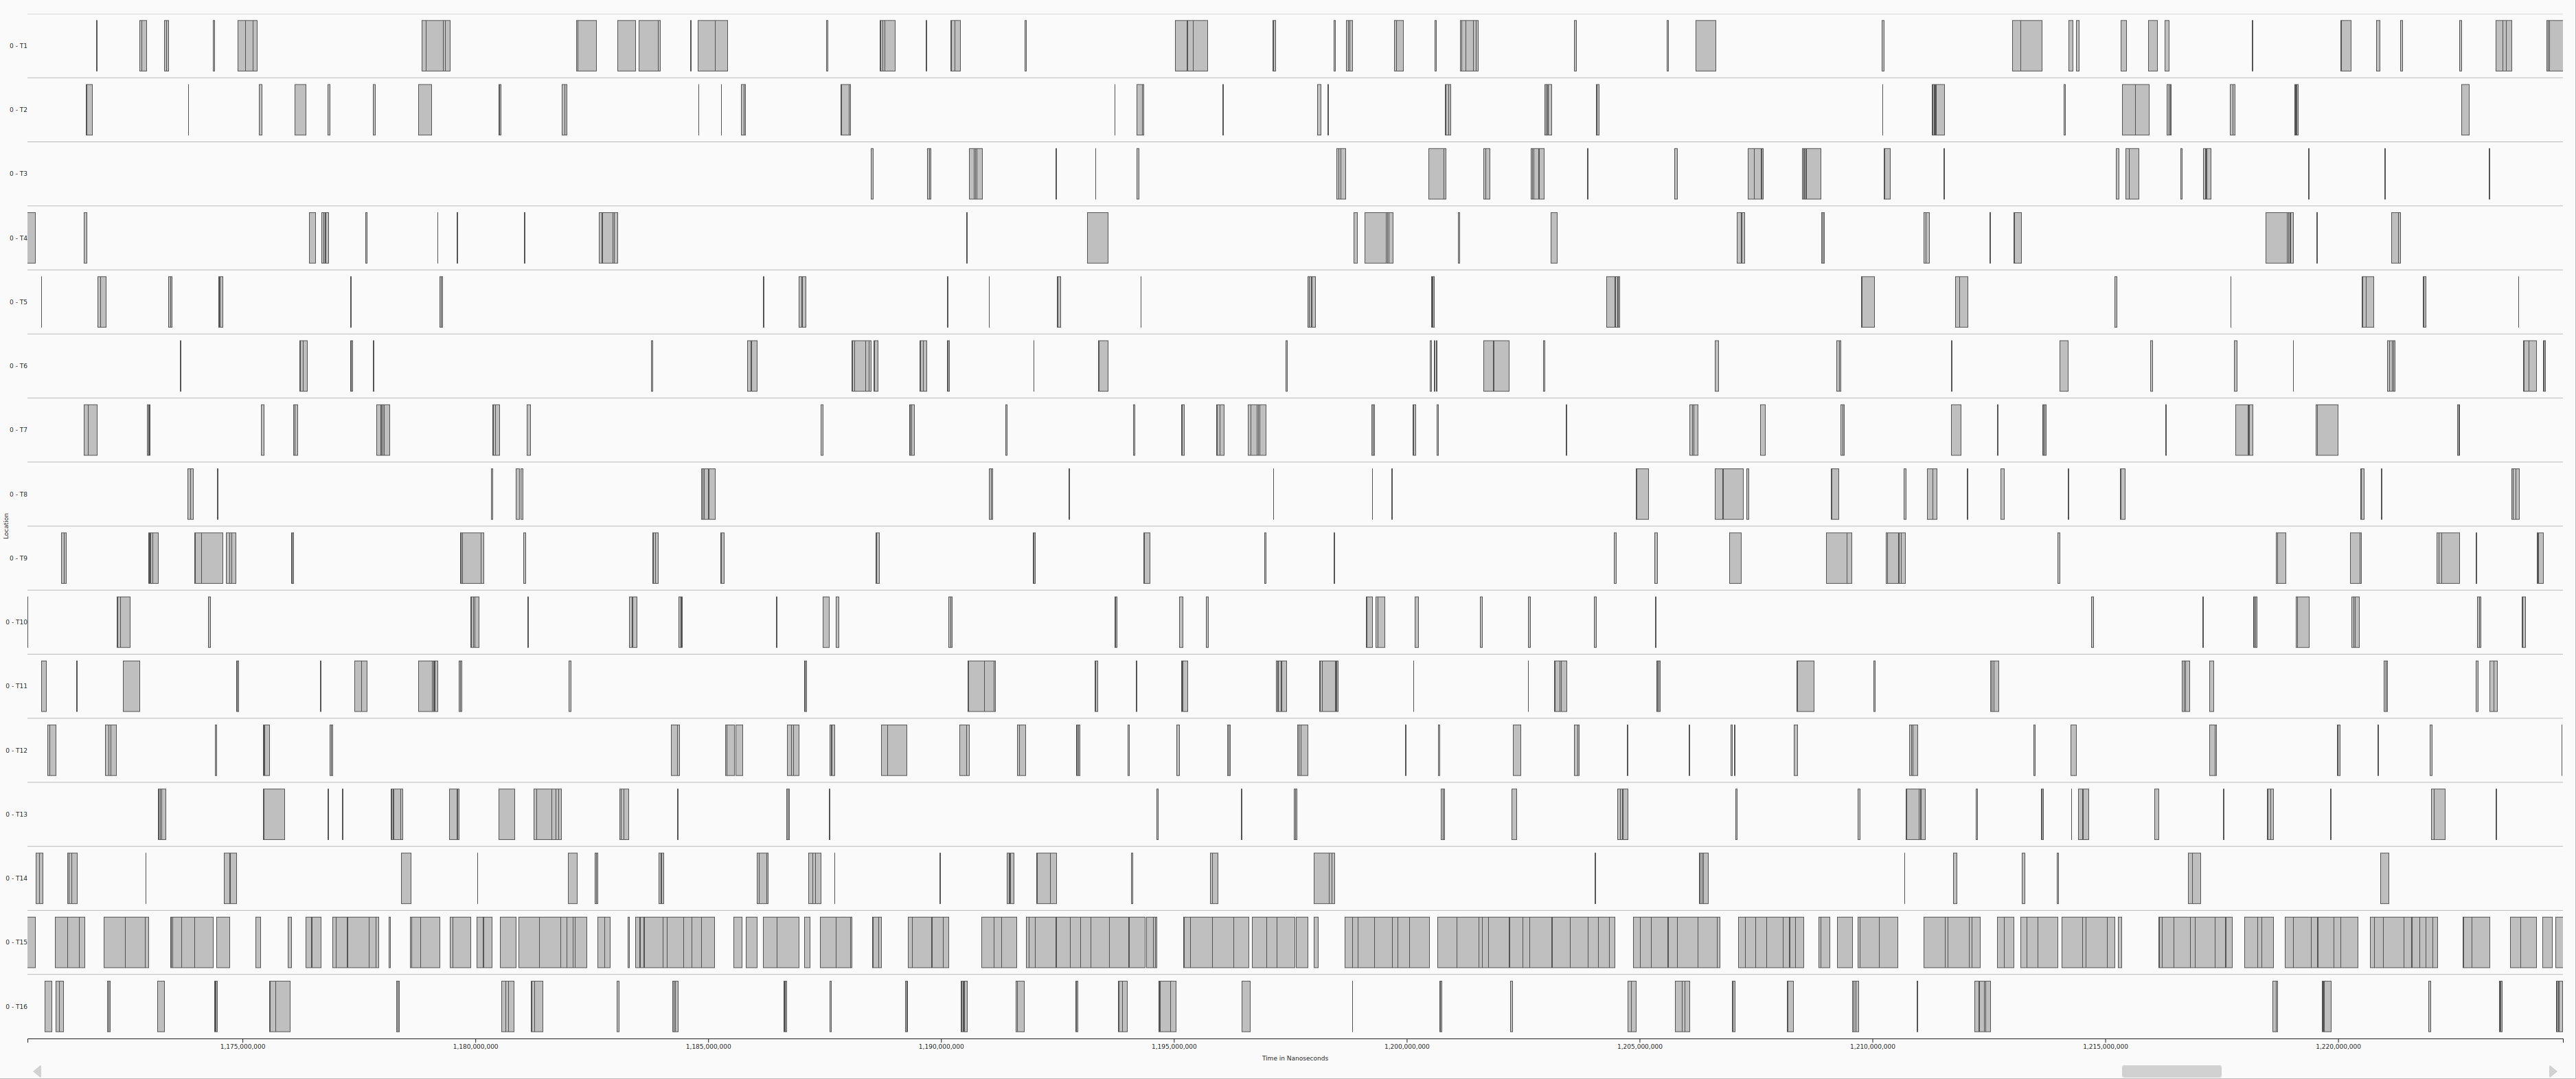 0 - T1
0 - T2
0 - T3
0 - T4
0 - T5
0 - T6
0 - T7
0 - T8
Location
0 - T9
0 - T10
0 - T11
0 - T12
0 - T13
0 - T14
0 - T15
0 - T16
1,175,000,000 1,180,000,000 1,185,000,000 1,190,000,000 1,195,000,000 1,200,000,000 1,205,000,000 1,210,000,000 1,215,000,000 1,220,000,000
Time in Nanoseconds